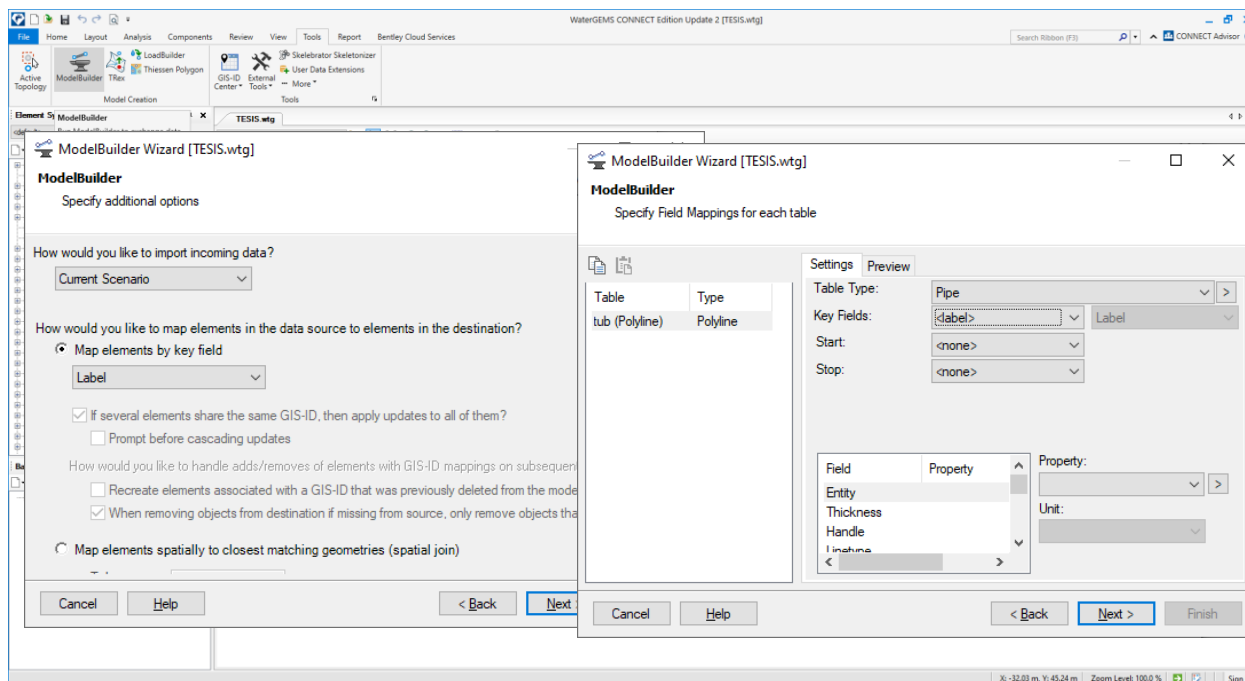 WaterGEMS CONNECT Edition Update 2 [TESIS.wtg]
File Home Layout Analysis Components Review View Tools Report Bentley Cloud Services
Search Ribbon (F3)
CONNECT Advisor
Active Topology
ModelBuilder
TRex
LoadBuilder
Thiessen Polygon
GIS-ID Center
External Tools
Skelebrator Skeletonizer
User Data Extensions
More
Model Creation
Tools
Element Sy
ModelBuilder
TESIS.wtg
ModelBuilder Wizard [TESIS.wtg]
ModelBuilder
Specify additional options
How would you like to import incoming data?
Current Scenario
How would you like to map elements in the data source to elements in the destination?
Map elements by key field
Label
If several elements share the same GIS-ID, then apply updates to all of them?
Prompt before cascading updates
How would you like to handle adds/removes of elements with GIS-ID mappings on subsequen
Recreate elements associated with a GIS-ID that was previously deleted from the mode
When removing objects from destination if missing from source, only remove objects tha
Map elements spatially to closest matching geometries (spatial join)
Cancel Help < Back Next
ModelBuilder Wizard [TESIS.wtg]
ModelBuilder
Specify Field Mappings for each table
Table Type
tub (Polyline) Polyline
Settings Preview
Table Type: Pipe >
Key Fields: <label> Label
Start: <none>
Stop: <none>
Field Property
Entity
Thickness
Handle
Linetype
Property:
>
Unit:
Cancel Help < Back Next > Finish
Ba
X: -32.03 m, Y: 45.24 m Zoom Level: 100.0 % Sign